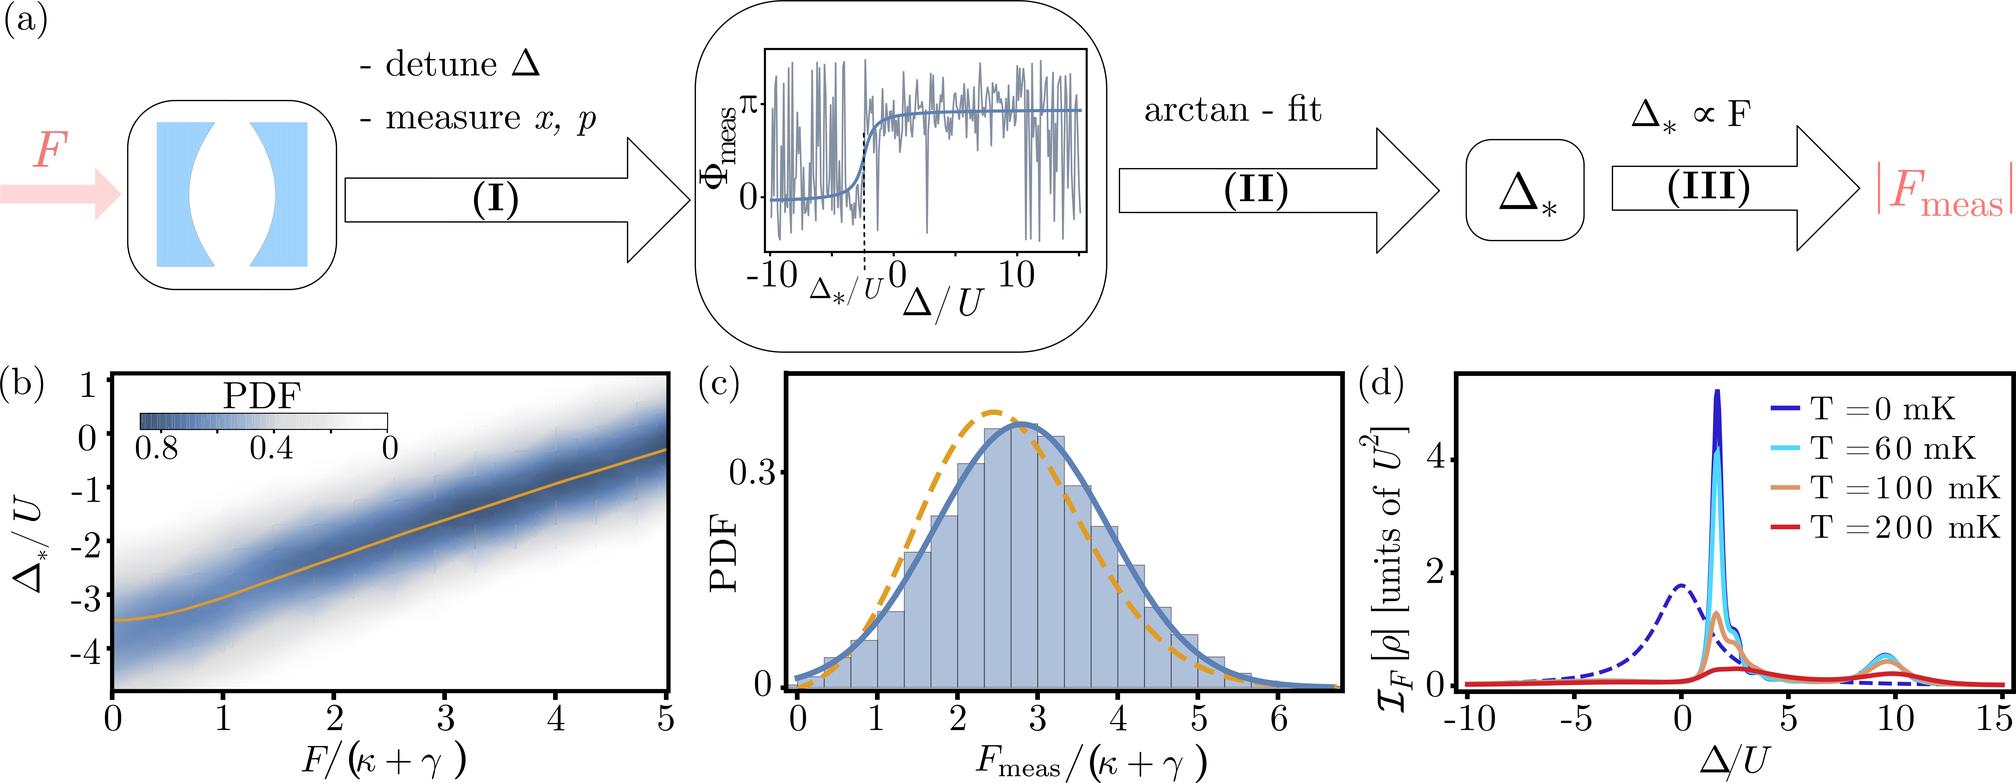 (a)
F
- detune Δ
- measure x, p
(I)
Φmeas
π
0
-10
Δ*/U
0
10
Δ/U
arctan - fit
(II)
Δ*
Δ* ∝ F
(III)
|Fmeas|
(b)
PDF
0.8 0.4 0
1
0
-1
-2
-3
-4
Δ*/U
0 1 2 3 4 5
F/(κ + γ)
(c)
0.3
0
PDF
0 1 2 3 4 5 6
Fmeas/(κ + γ)
(d)
T =0 mK
T =60 mK
T =100 mK
T =200 mK
4
2
0
ℐF [ρ] [units of U²]
-10 -5 0 5 10 15
Δ/U